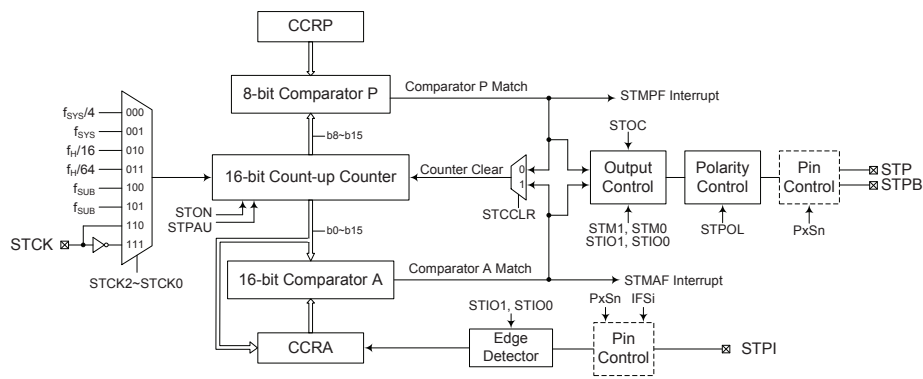 CCRP
8-bit Comparator P
Comparator P Match
STMPF Interrupt
b8~b15
fSYS/4
000
fSYS
001
fH/16
010
fH/64
011
fSUB
100
fSUB
101
110
111
STCK
STCK2~STCK0
16-bit Count-up Counter
STON
STPAU
Counter Clear
0
1
STCCLR
STOC
Output
Control
STM1, STM0
STIO1, STIO0
Polarity
Control
STPOL
Pin
Control
PxSn
STP
STPB
b0~b15
16-bit Comparator A
Comparator A Match
STMAF Interrupt
CCRA
STIO1, STIO0
Edge
Detector
PxSn
IFSi
Pin
Control
STPI